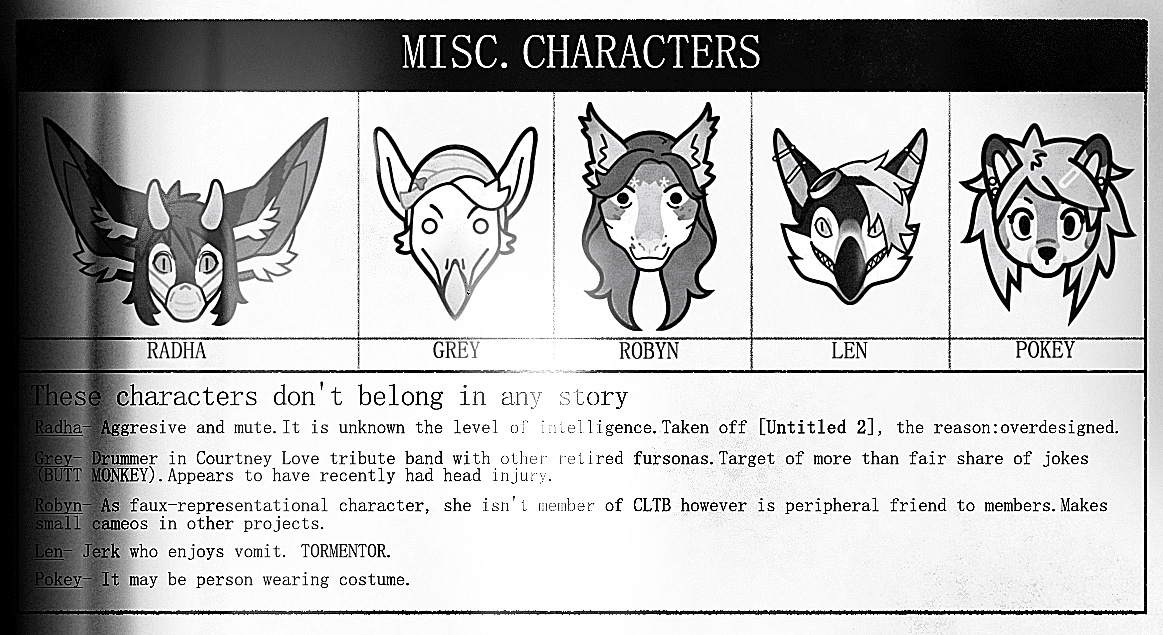 MISC. CHARACTERS
RADHA
GREY
ROBYN
LEN
POKEY
These characters don't belong in any story
Radha- Aggresive and mute. It is unknown the level of intelligence. Taken off [Untitled 2], the reason:overdesigned.
Grey- Drummer in Courtney Love tribute band with other retired fursonas. Target of more than fair share of jokes
(BUTT MONKEY). Appears to have recently had head injury.
Robyn- As faux-representational character, she isn't member of CLTB however is peripheral friend to members. Makes
small cameos in other projects.
Len- Jerk who enjoys vomit. TORMENTOR.
Pokey- It may be person wearing costume.